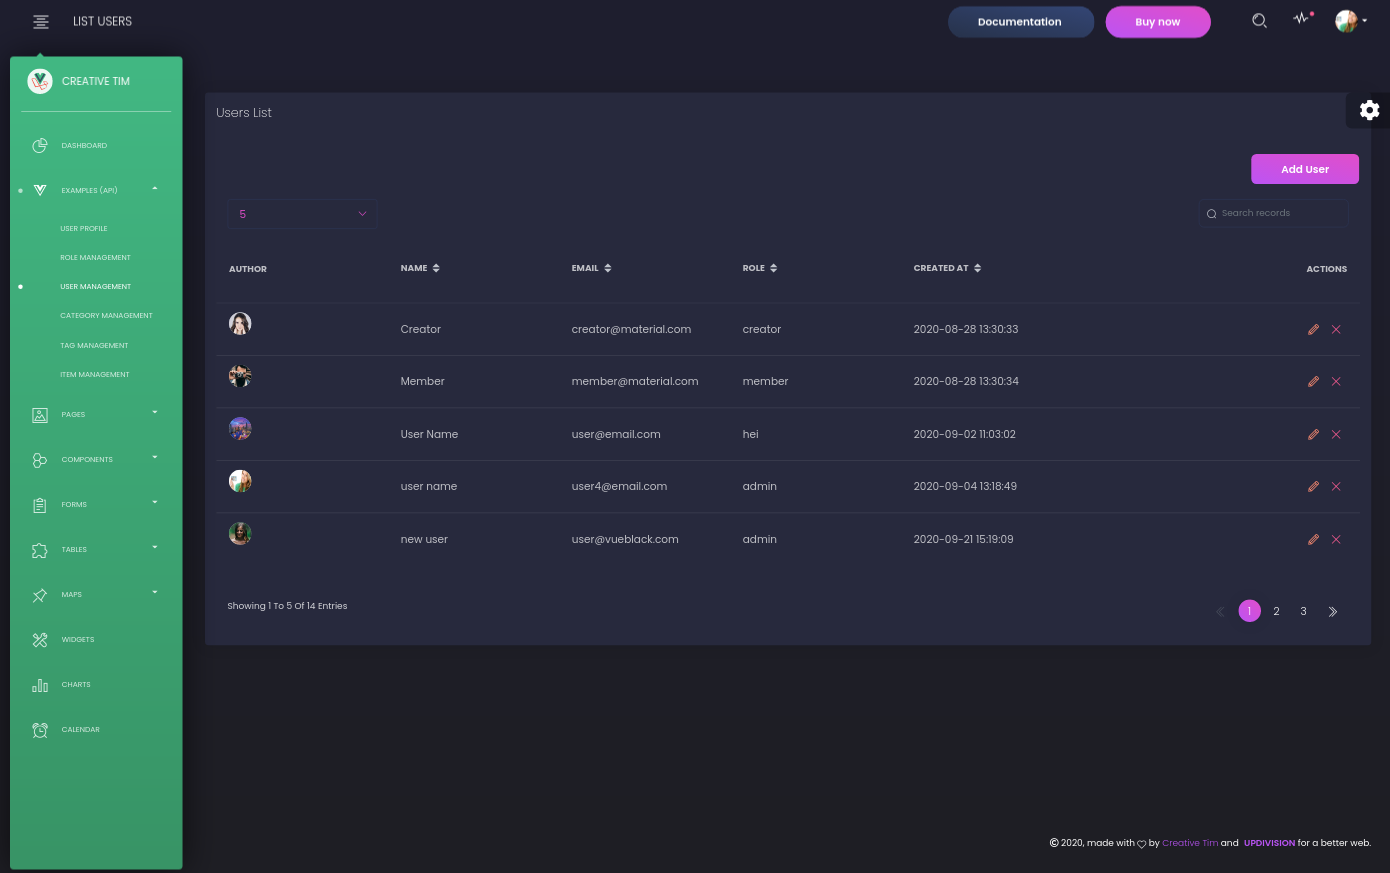 LIST USERS
Documentation
Buy now
CREATIVE TIM
DASHBOARD
EXAMPLES (API)
USER PROFILE
ROLE MANAGEMENT
USER MANAGEMENT
CATEGORY MANAGEMENT
TAG MANAGEMENT
ITEM MANAGEMENT
PAGES
COMPONENTS
FORMS
TABLES
MAPS
WIDGETS
CHARTS
CALENDAR
Users List
Add User
5
Search records
AUTHOR NAME EMAIL ROLE CREATED AT ACTIONS
Creator creator@material.com creator 2020-08-28 13:30:33
Member member@material.com member 2020-08-28 13:30:34
User Name user@email.com hei 2020-09-02 11:03:02
user name user4@email.com admin 2020-09-04 13:18:49
new user user@vueblack.com admin 2020-09-21 15:19:09
Showing 1 To 5 Of 14 Entries
« 1 2 3 »
© 2020, made with ♡ by Creative Tim and UPDIVISION for a better web.